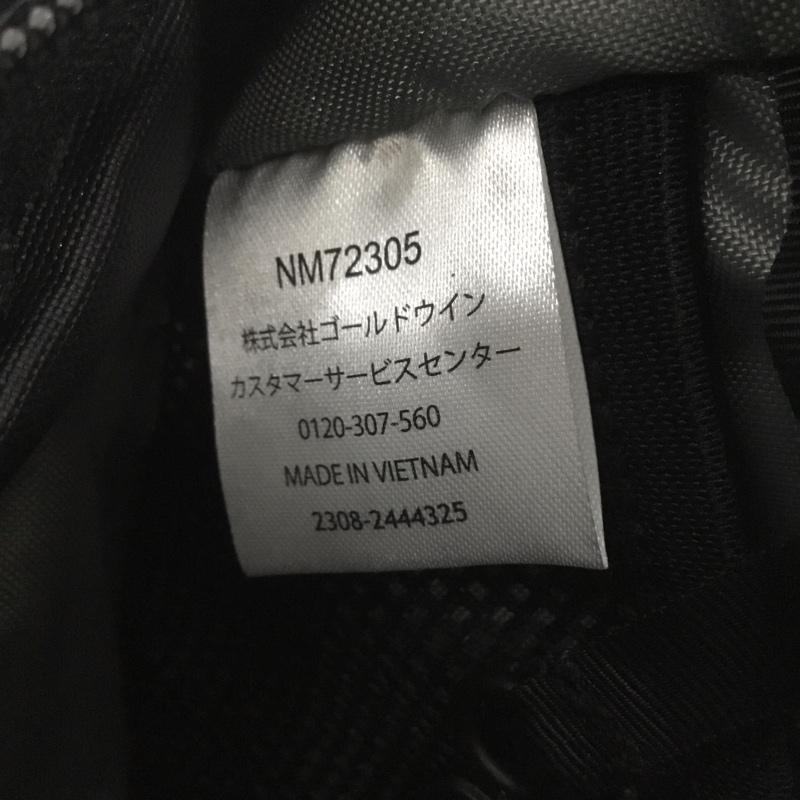 NM72305
株式会社ゴールドウイン
カスタマーサービスセンター
0120-307-560
MADE IN VIETNAM
2308-2444325